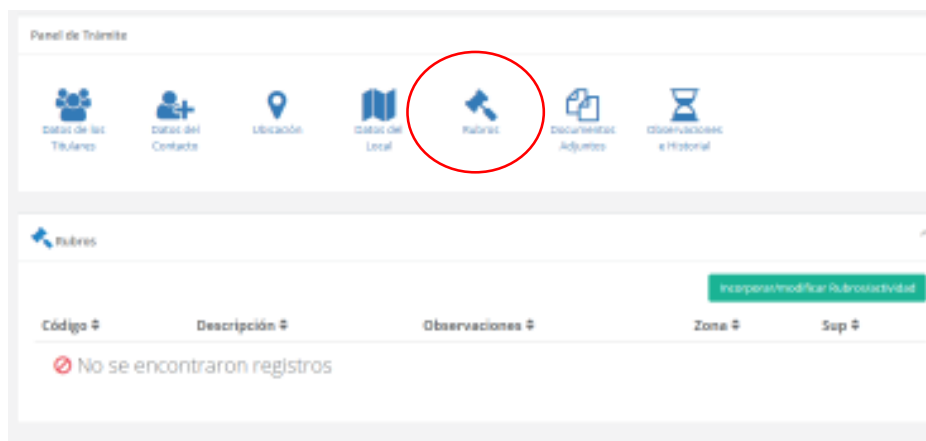 Panel de Trámite
Datos de los Titulares
Datos del Contacto
Ubicación
Datos del Local
Rubros
Documentos Adjuntos
Observaciones e Historial
Rubros
Incorporar/modificar Rubros/actividad
Código Descripción Observaciones Zona Sup
No se encontraron registros